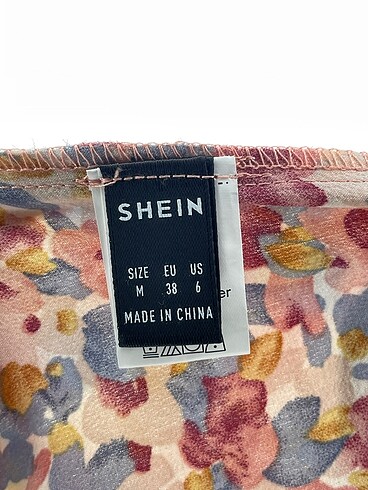 SHEIN
SIZE EU US
M 38 6
MADE IN CHINA